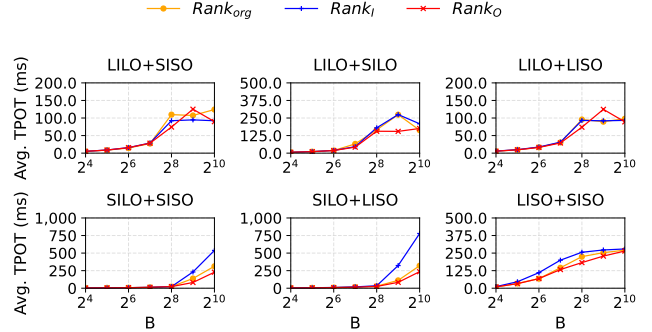 Rank_org Rank_I Rank_O
LILO+SISO LILO+SILO LILO+LISO
Avg. TPOT (ms)
200.0 150.0 100.0 50.0 0.0
2^4 2^6 2^8 2^10
500.0 375.0 250.0 125.0 0.0
2^4 2^6 2^8 2^10
200.0 150.0 100.0 50.0 0.0
2^4 2^6 2^8 2^10
SILO+SISO SILO+LISO LISO+SISO
Avg. TPOT (ms)
1,000 750 500 250 0
2^4 2^6 2^8 2^10
B
1,000 750 500 250 0
2^4 2^6 2^8 2^10
B
500.0 375.0 250.0 125.0 0.0
2^4 2^6 2^8 2^10
B